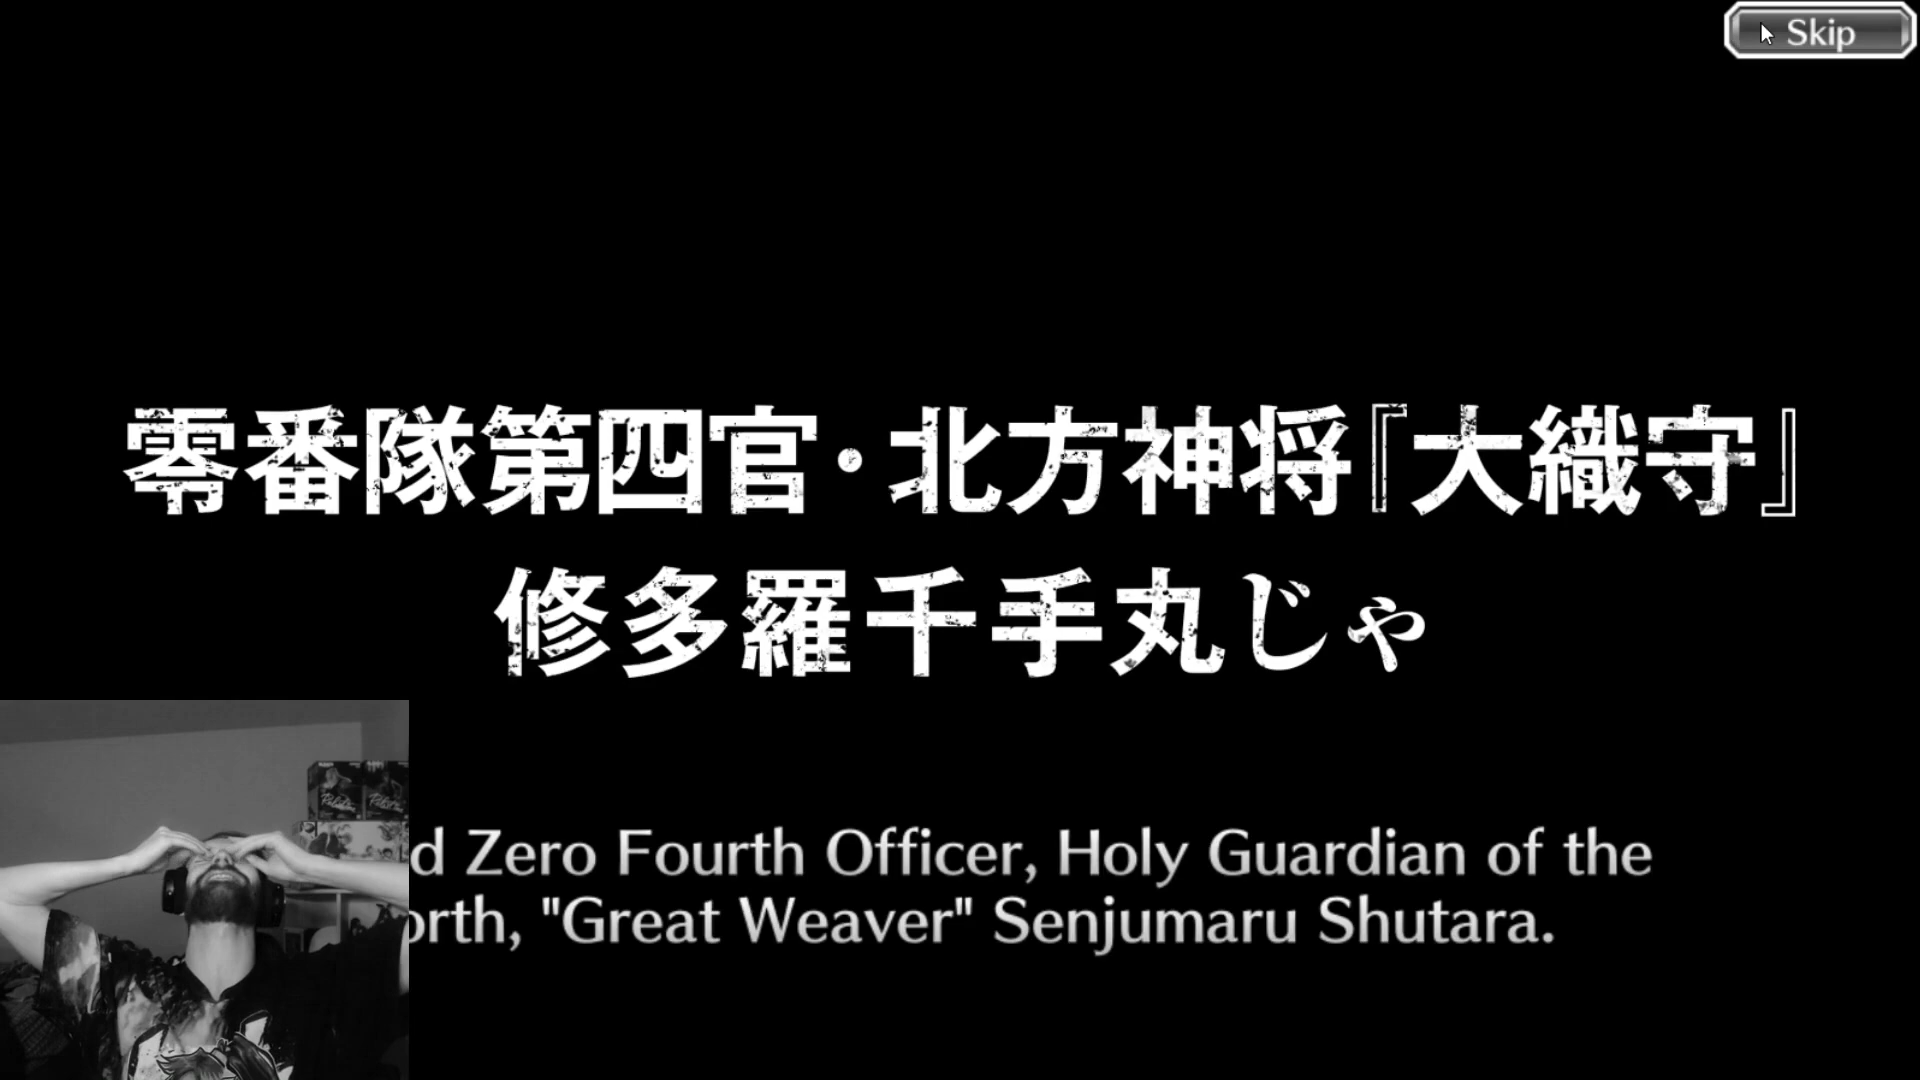 Skip
零番隊第四官・北方神将『大織守』
修多羅千手丸じゃ
Zero Fourth Officer, Holy Guardian of the
"Great Weaver" Senjumaru Shutara.